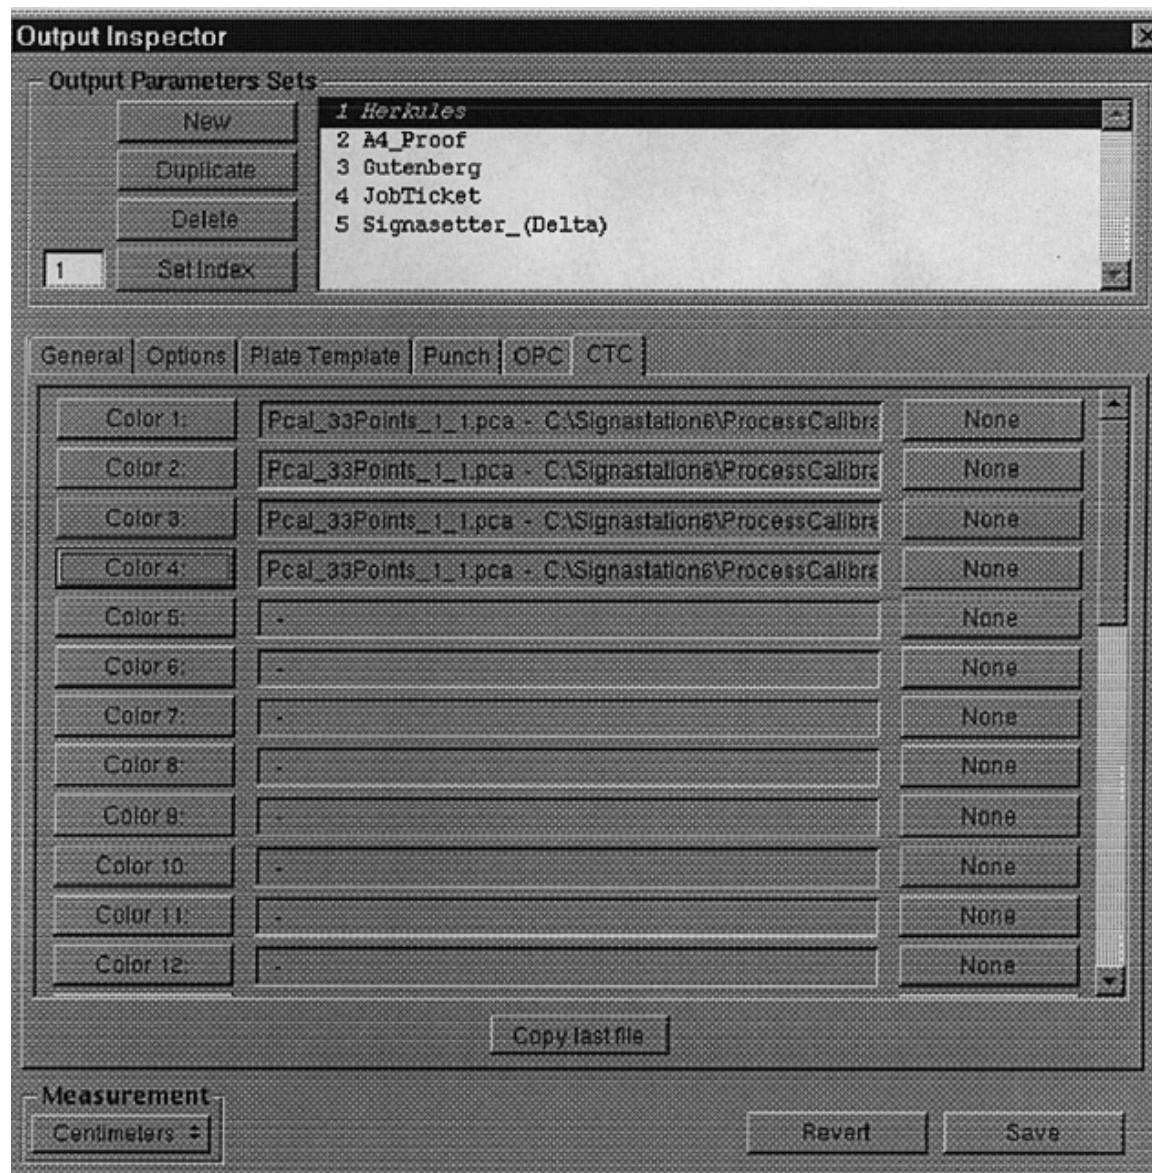 Output Inspector
Output Parameters Sets
New
Duplicate
Delete
1 Set Index
1 Herkules
2 A4_Proof
3 Gutenberg
4 JobTicket
5 Signasetter_(Delta)
General Options Plate Template Punch OPC CTC
Color 1: Pcal_33Points_1_1.pca - C:\Signastation6\ProcessCalibra None
Color 2: Pcal_33Points_1_1.pca - C:\Signastation6\ProcessCalibra None
Color 3: Pcal_33Points_1_1.pca - C:\Signastation6\ProcessCalibra None
Color 4: Pcal_33Points_1_1.pca - C:\Signastation6\ProcessCalibra None
Color 5: - None
Color 6: - None
Color 7: - None
Color 8: - None
Color 9: - None
Color 10: - None
Color 11: - None
Color 12: - None
Copy last file
Measurement
Centimeters
Revert Save